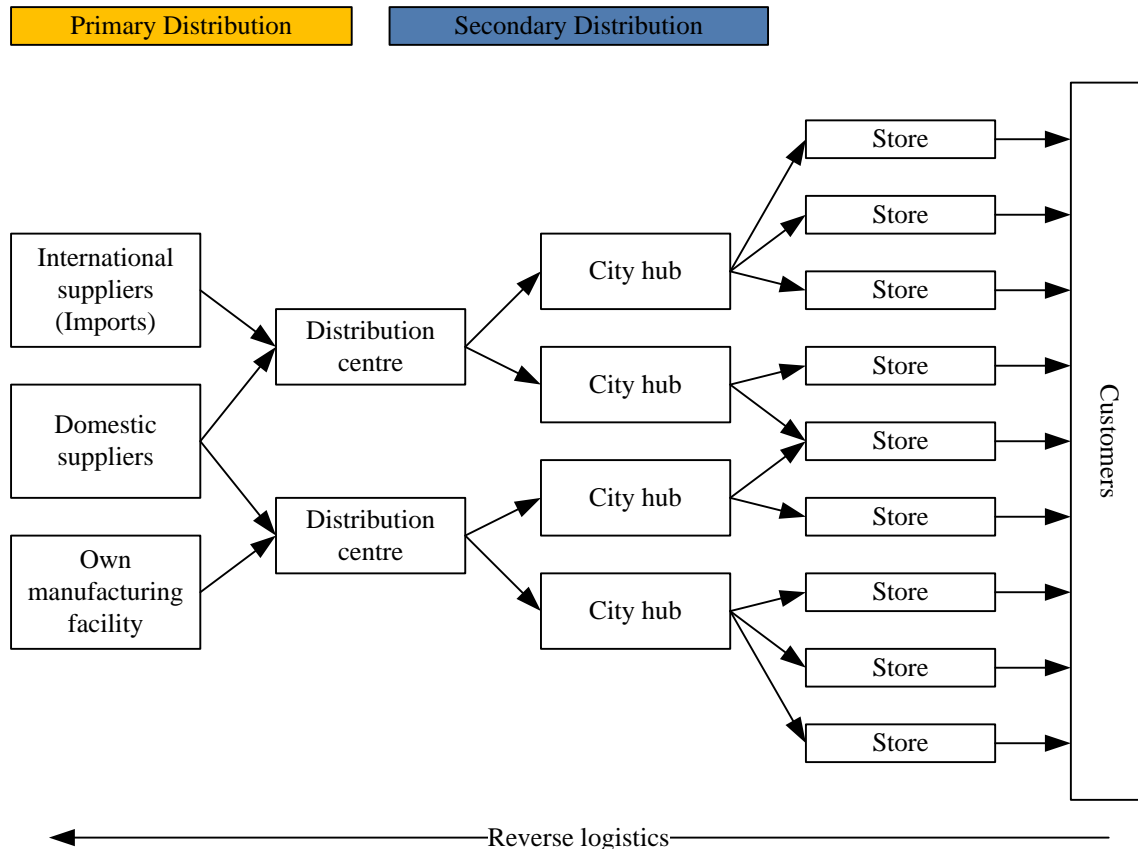 Primary Distribution
Secondary Distribution
International
suppliers
(Imports)
Domestic
suppliers
Own
manufacturing
facility
Distribution
centre
Distribution
centre
City hub
City hub
City hub
City hub
Store
Store
Store
Store
Store
Store
Store
Store
Store
Customers
Reverse logistics